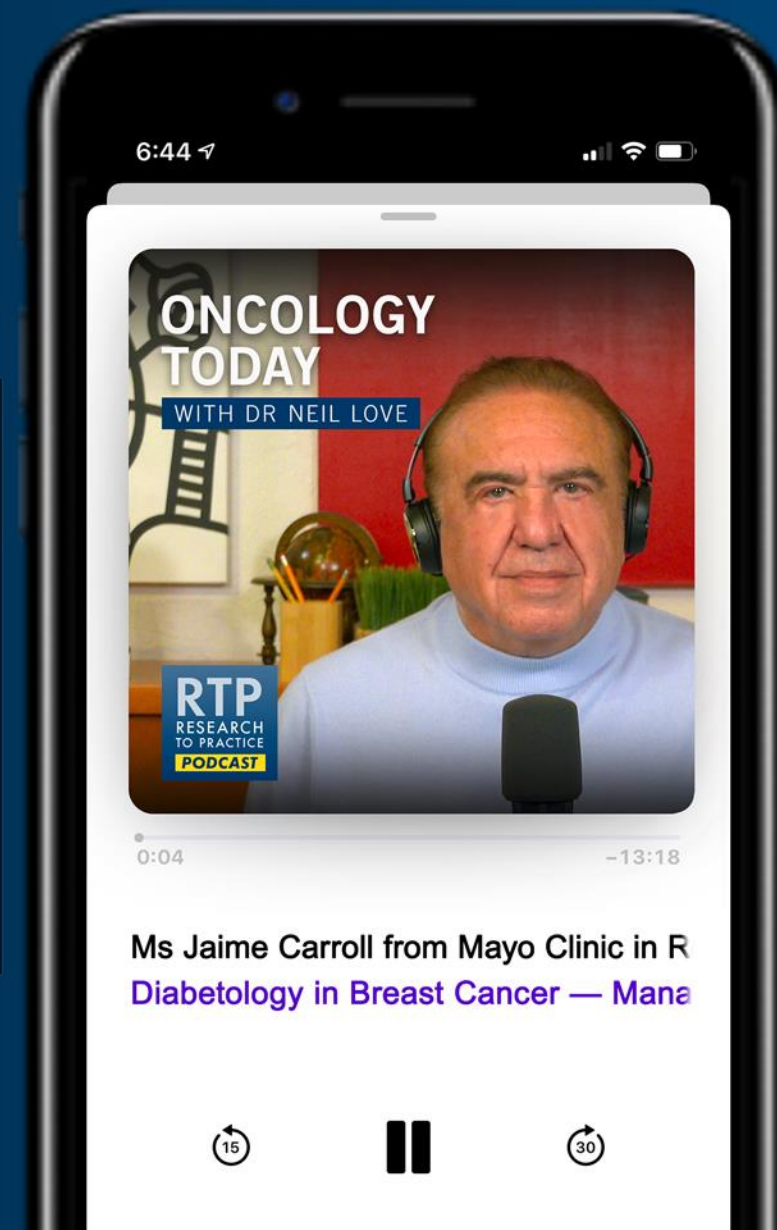 6:44
ONCOLOGY
TODAY
WITH DR NEIL LOVE
RTP
RESEARCH
TO PRACTICE
PODCAST
0:04
-13:18
Ms Jaime Carroll from Mayo Clinic in R
Diabetology in Breast Cancer — Mana
15
30